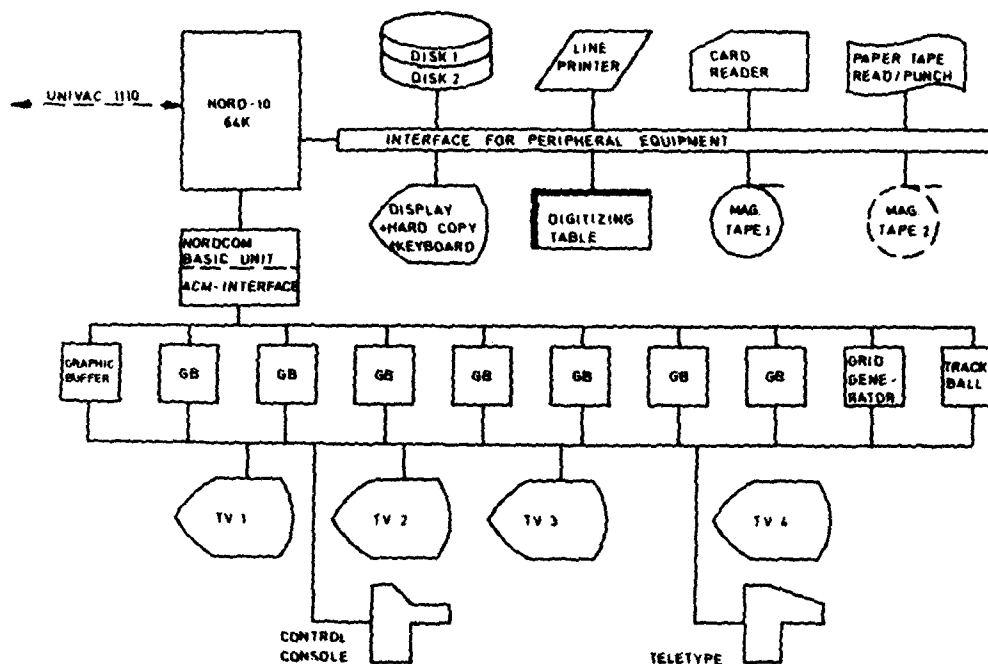 UNIVAC 1110
NORD-10
64K
DISK 1
DISK 2
LINE
PRINTER
CARD
READER
PAPER TAPE
READ/PUNCH
INTERFACE FOR PERIPHERAL EQUIPMENT
DISPLAY
+HARD COPY
+KEYBOARD
DIGITIZING
TABLE
MAG.
TAPE 1
MAG.
TAPE 2
NORDCOM
BASIC UNIT
ACM-INTERFACE
GRAPHIC
BUFFER
GB
GB
GB
GB
GB
GB
GB
GRID
GENE-
RATOR
TRACK
BALL
TV 1
TV 2
TV 3
TV 4
CONTROL
CONSOLE
TELETYPE